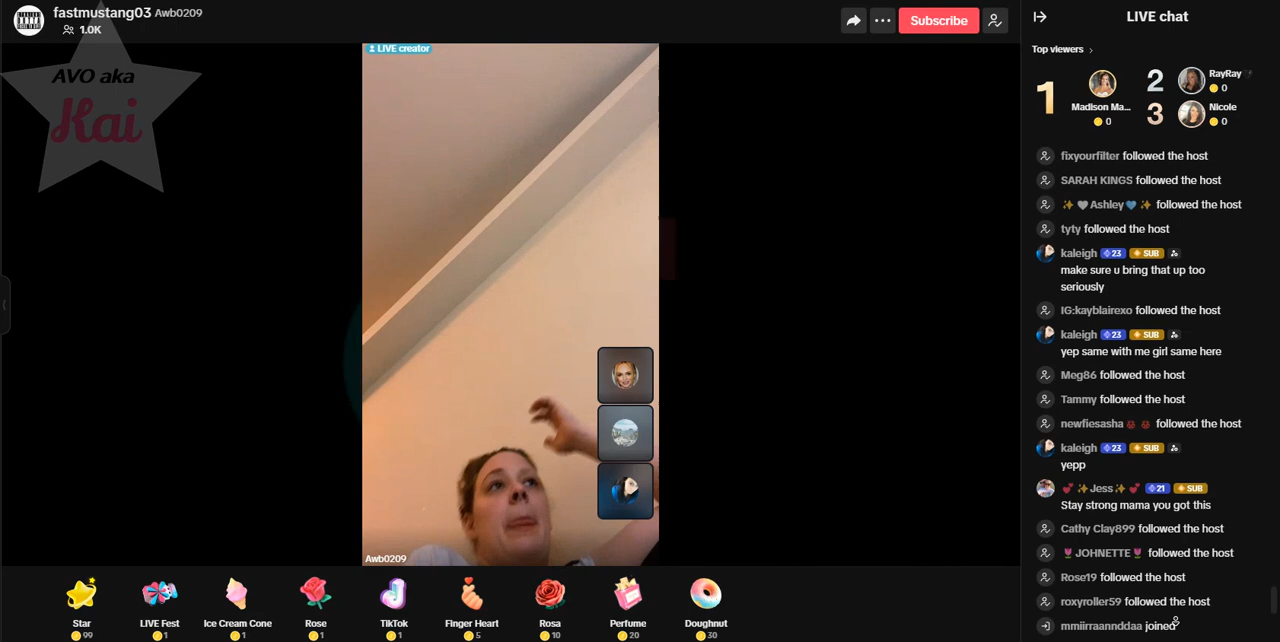 fastmustang03 Awb0209
1.0K
Subscribe
AVO aka
Kai
LIVE creator
Awb0209
Star
99
LIVE Fest
1
Ice Cream Cone
1
Rose
1
TikTok
1
Finger Heart
5
Rosa
10
Perfume
20
Doughnut
30
LIVE chat
Top viewers
1
Madison Ma...
0
2
RayRay
0
3
Nicole
0
fixyourfilter followed the host
SARAH KINGS followed the host
✨🤍Ashley💙✨ followed the host
tyty followed the host
kaleigh 23 SUB
make sure u bring that up too
seriously
IG:kayblairexo followed the host
kaleigh 23 SUB
yep same with me girl same here
Meg86 followed the host
Tammy followed the host
newfiesasha followed the host
kaleigh 23 SUB
yepp
💕✨Jess✨💕 21 SUB
Stay strong mama you got this
Cathy Clay899 followed the host
🌷JOHNETTE🌷 followed the host
Rose19 followed the host
roxyroller59 followed the host
mmiirraannddaa joined